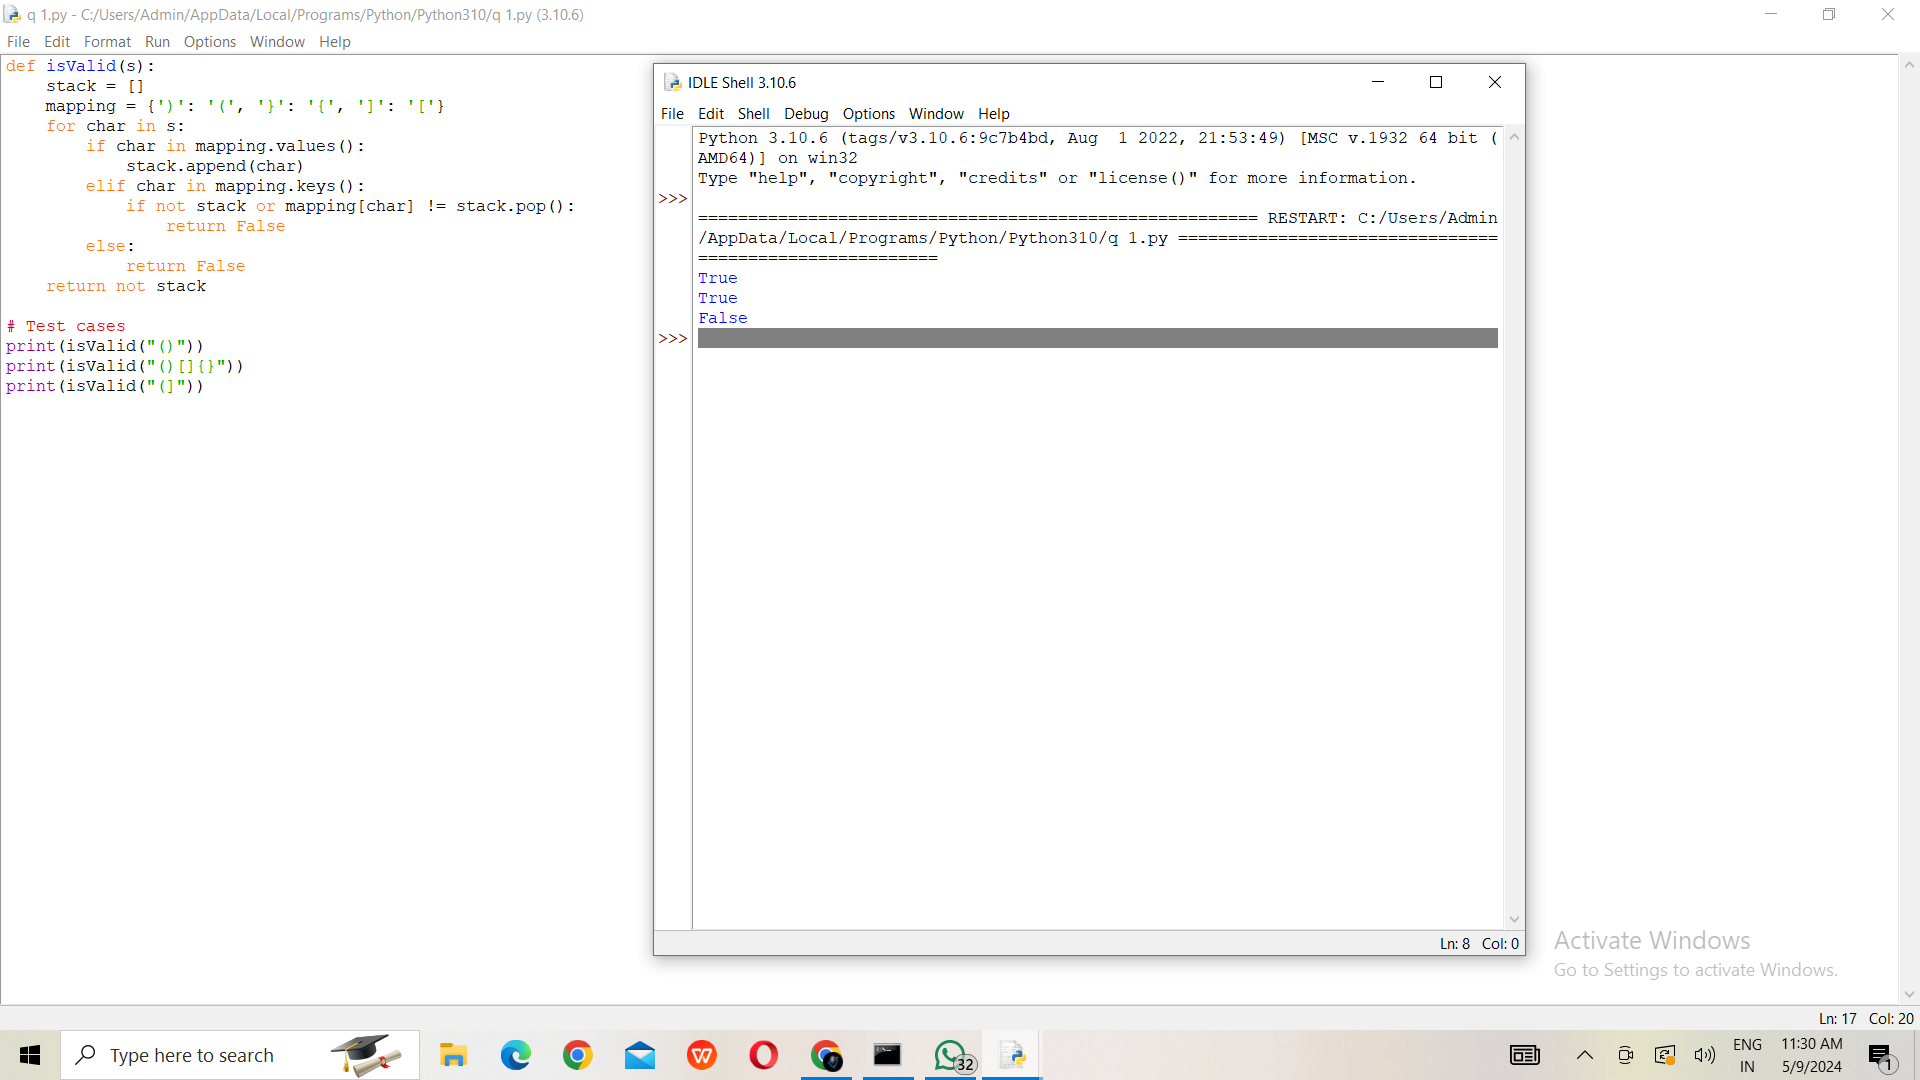 q 1.py - C:/Users/Admin/AppData/Local/Programs/Python/Python310/q 1.py (3.10.6)
File Edit Format Run Options Window Help
def isValid(s):
    stack = []
    mapping = {')': '(', '}': '{', ']': '['}
    for char in s:
        if char in mapping.values():
            stack.append(char)
        elif char in mapping.keys():
            if not stack or mapping[char] != stack.pop():
                return False
        else:
            return False
    return not stack
# Test cases
print(isValid("()"))
print(isValid("()[]{}"))
print(isValid("(]"))
IDLE Shell 3.10.6
File Edit Shell Debug Options Window Help
Python 3.10.6 (tags/v3.10.6:9c7b4bd, Aug  1 2022, 21:53:49) [MSC v.1932 64 bit (
AMD64)] on win32
Type "help", "copyright", "credits" or "license()" for more information.
>>>
======================================================== RESTART: C:/Users/Admin
/AppData/Local/Programs/Python/Python310/q 1.py ================================
========================
True
True
False
>>>
Ln: 8 Col: 0
Activate Windows
Go to Settings to activate Windows.
Ln: 17 Col: 20
Type here to search
W
32
ENG
IN
11:30 AM
5/9/2024
1